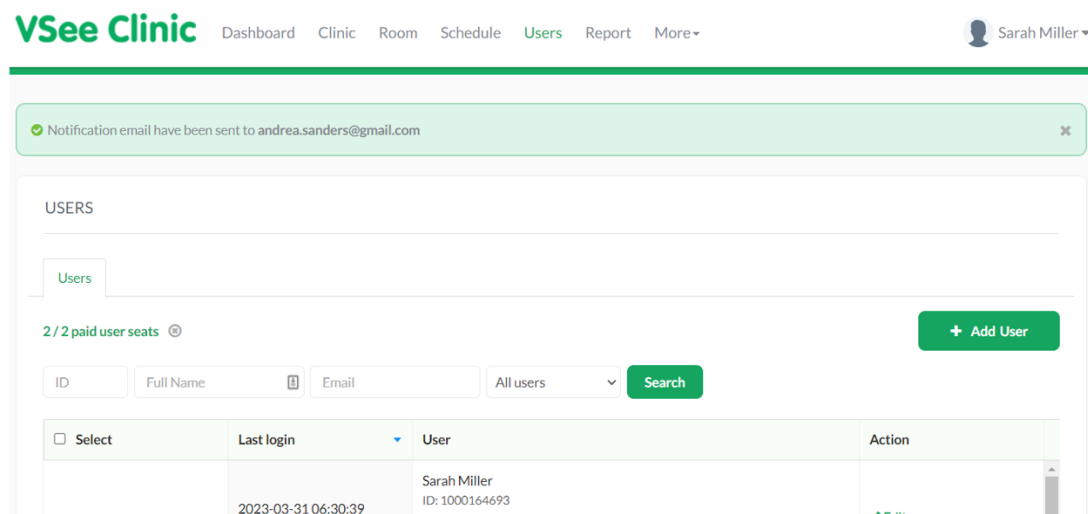 VSee Clinic Dashboard Clinic Room Schedule Users Report More Sarah Miller
Notification email have been sent to andrea.sanders@gmail.com
USERS
Users
2 / 2 paid user seats
+ Add User
ID Full Name Email All users Search
Select Last login User Action
Sarah Miller
ID: 1000164693
2023-03-31 06:30:39